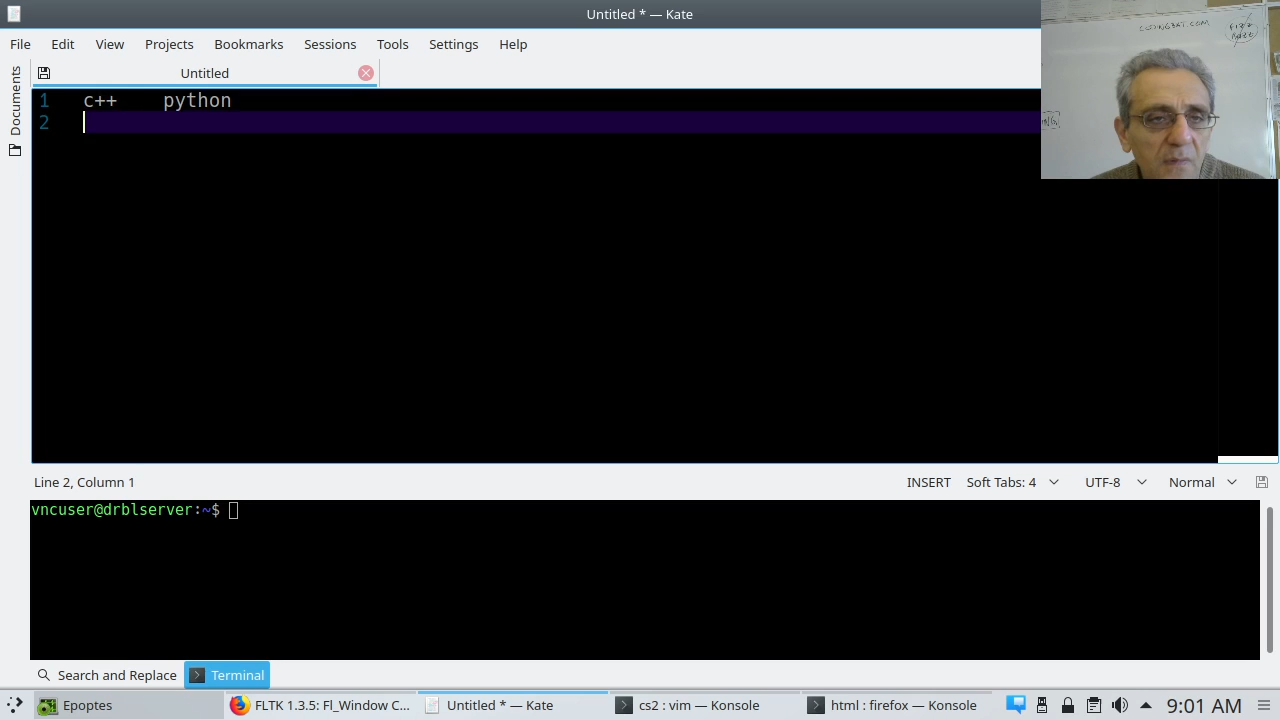 Untitled * — Kate
File Edit View Projects Bookmarks Sessions Tools Settings Help
Documents
Untitled
1 c++ python
2
CODINGBAT.COM
Line 2, Column 1 INSERT Soft Tabs: 4 UTF-8 Normal
vncuser@drblserver:~$
Search and Replace Terminal
Epoptes FLTK 1.3.5: Fl_Window C... Untitled * — Kate cs2 : vim — Konsole html : firefox — Konsole 9:01 AM